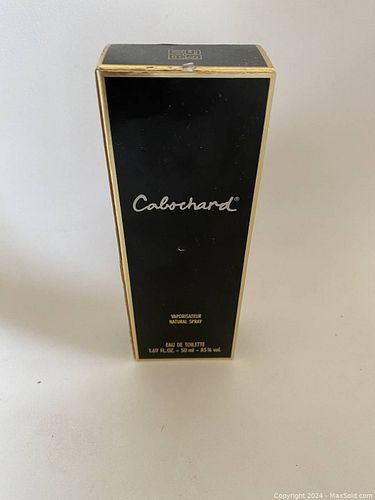 Cabochard®
VAPORISATEUR
NATURAL SPRAY
EAU DE TOILETTE
1.69 FL.OZ. - 50 ml - 85% vol.
Copyright © 2024 - MaxSold.com